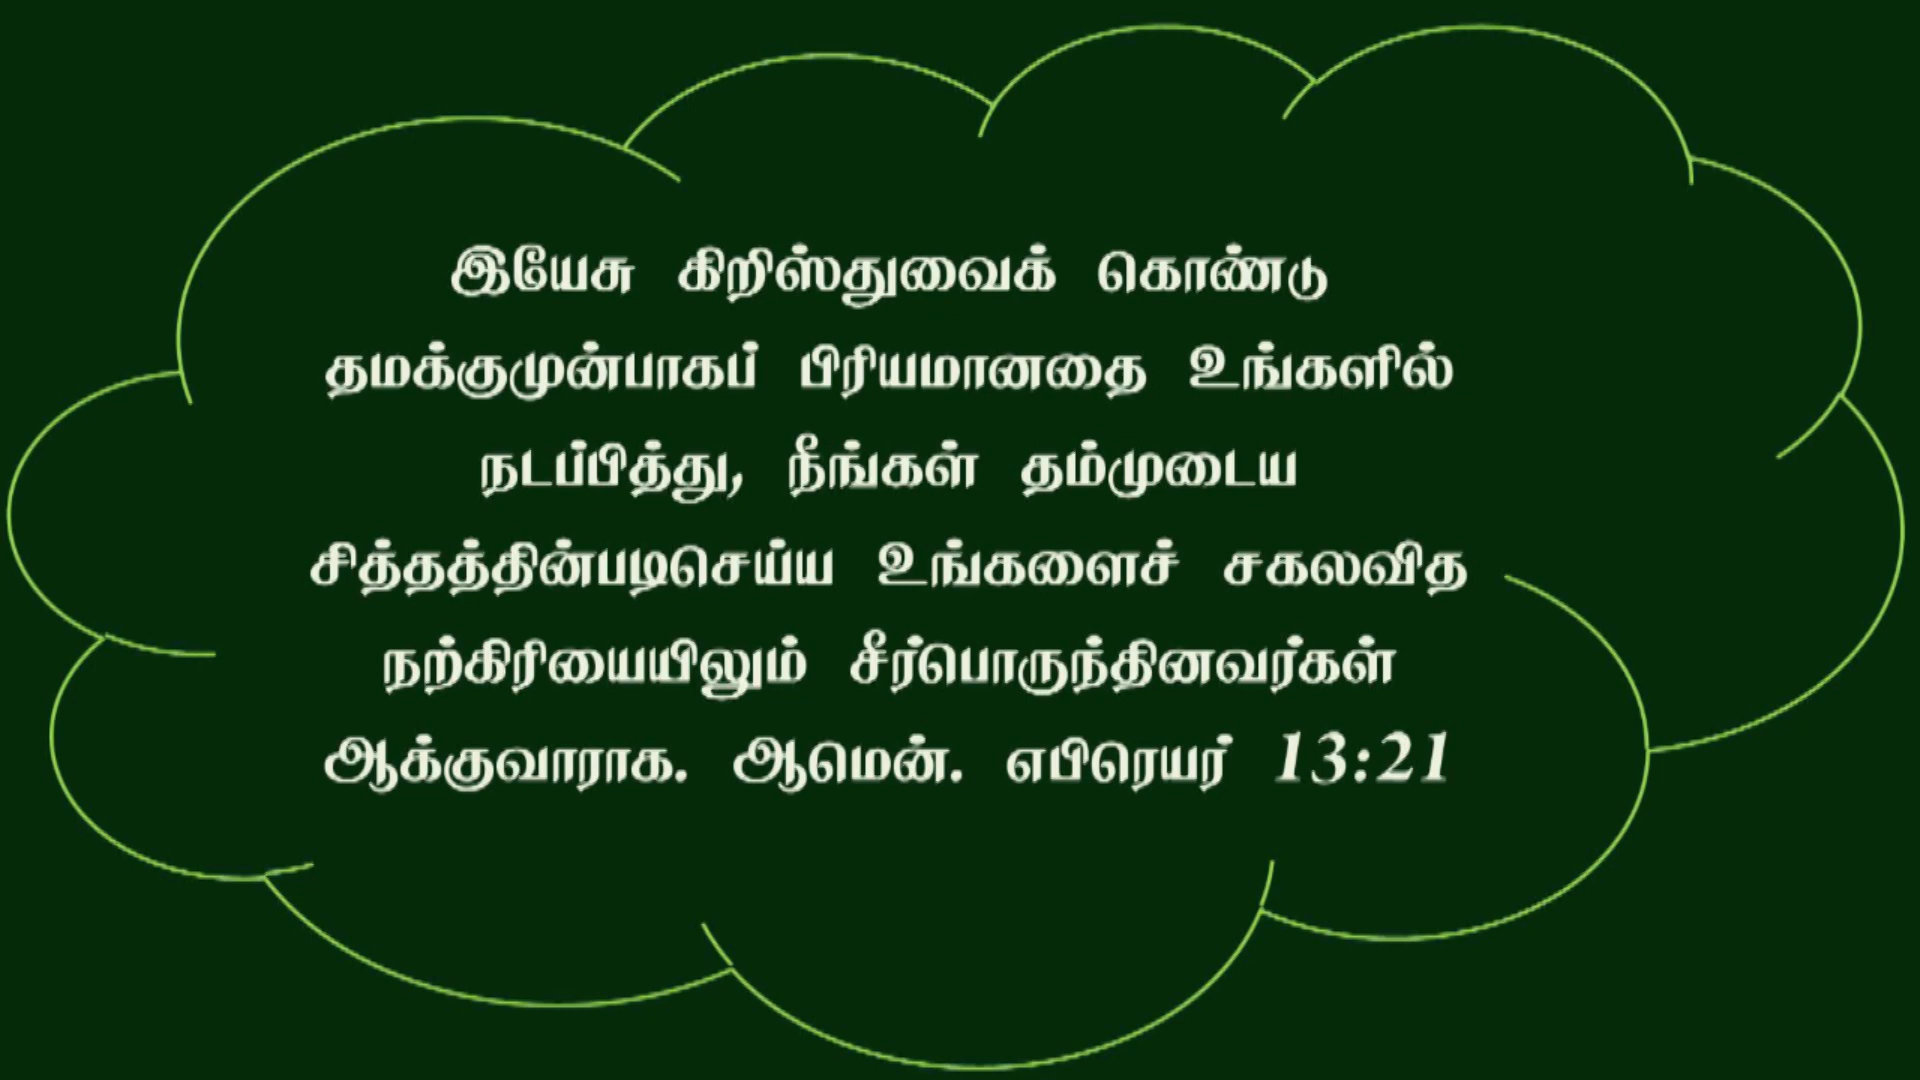 இயேசு கிறிஸ்துவைக் கொண்டு
தமக்குமுன்பாகப் பிரியமானதை உங்களில்
நடப்பித்து, நீங்கள் தம்முடைய
சித்தத்தின்படிசெய்ய உங்களைச் சகலவித
நற்கிரியையிலும் சீர்பொருந்தினவர்கள்
ஆக்குவாராக. ஆமென். எபிரெயர் 13:21